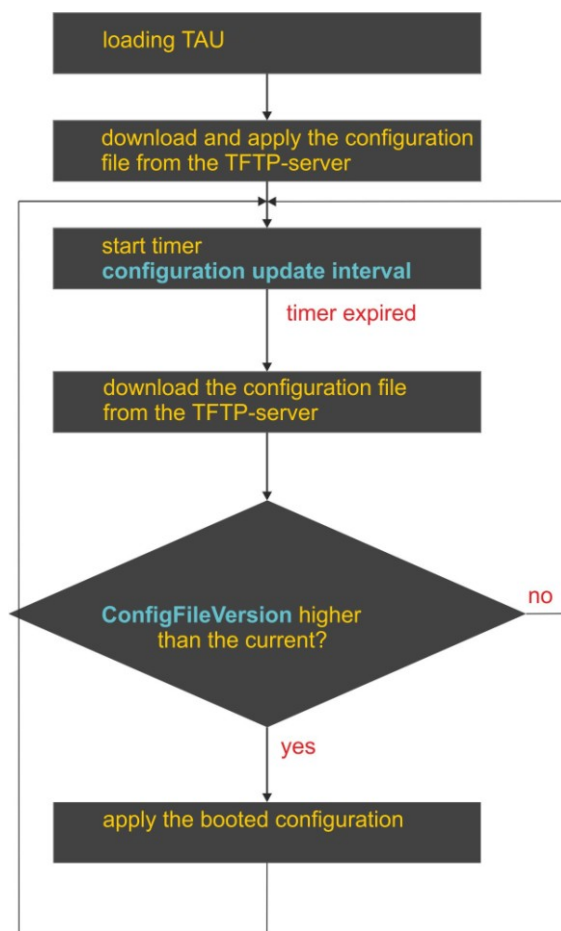 loading TAU
download and apply the configuration
file from the TFTP-server
start timer
configuration update interval
timer expired
download the configuration file
from the TFTP-server
ConfigFileVersion higher
than the current?
no
yes
apply the booted configuration